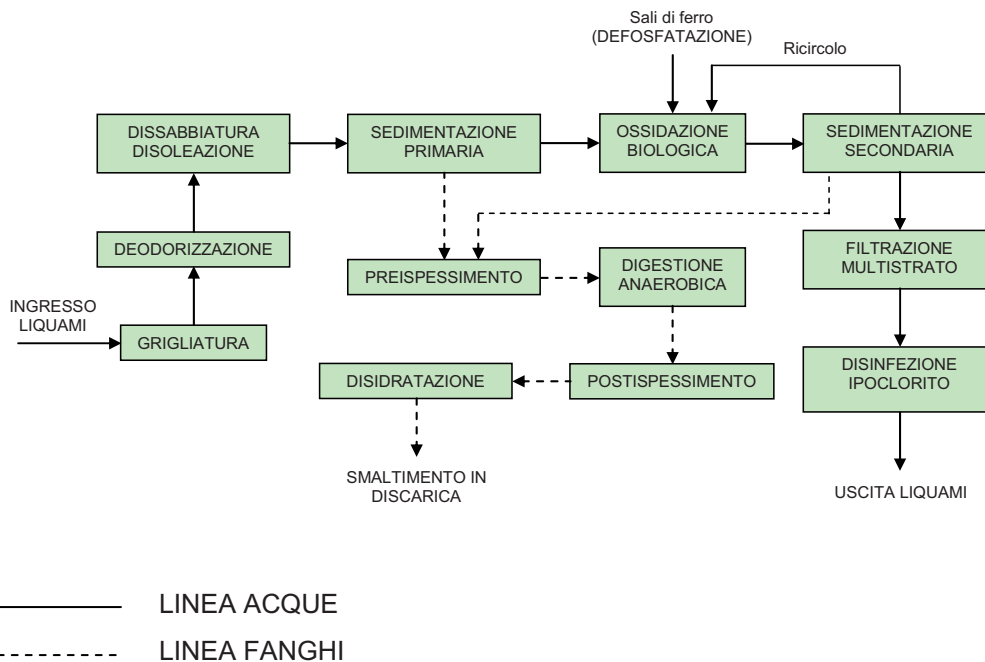 Sali di ferro
(DEFOSFATAZIONE)
Ricircolo
DISSABBIATURA
DISOLEAZIONE
SEDIMENTAZIONE
PRIMARIA
OSSIDAZIONE
BIOLOGICA
SEDIMENTAZIONE
SECONDARIA
DEODORIZZAZIONE
PREISPESSIMENTO
DIGESTIONE
ANAEROBICA
FILTRAZIONE
MULTISTRATO
INGRESSO
LIQUAMI
GRIGLIATURA
DISIDRATAZIONE
POSTISPESSIMENTO
DISINFEZIONE
IPOCLORITO
SMALTIMENTO IN
DISCARICA
USCITA LIQUAMI
LINEA ACQUE
LINEA FANGHI